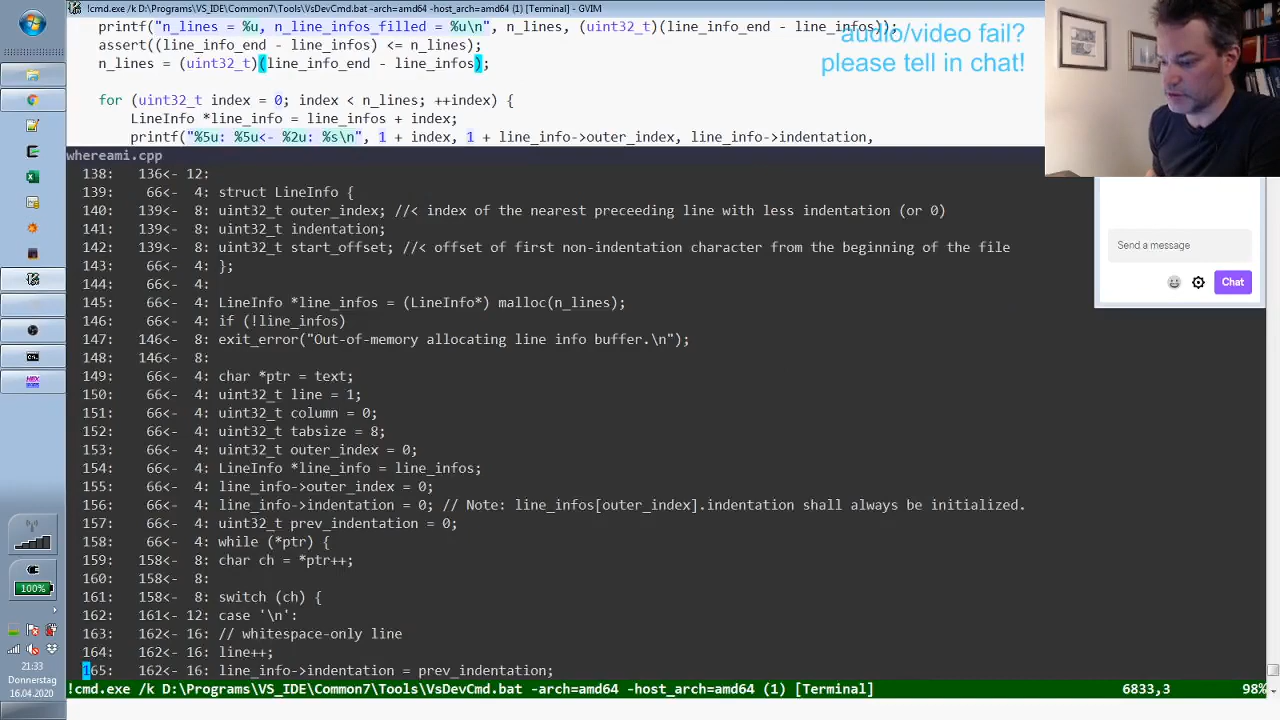 !cmd.exe /k D:\Programs\VS_IDE\Common7\Tools\VsDevCmd.bat -arch=amd64 -host_arch=amd64 (1) [Terminal] - GVIM
printf("n_lines = %u, n_line_infos_filled = %u\n", n_lines, (uint32_t)(line_info_end - line_infos));
assert((line_info_end - line_infos) <= n_lines);
n_lines = (uint32_t)(line_info_end - line_infos);
for (uint32_t index = 0; index < n_lines; ++index) {
LineInfo *line_info = line_infos + index;
printf("%5u: %5u<- %2u: %s\n", 1 + index, 1 + line_info->outer_index, line_info->indentation,
audio/video fail?
please tell in chat!
whereami.cpp
138: 136<- 12:
139: 66<- 4: struct LineInfo {
140: 139<- 8: uint32_t outer_index; //< index of the nearest preceeding line with less indentation (or 0)
141: 139<- 8: uint32_t indentation;
142: 139<- 8: uint32_t start_offset; //< offset of first non-indentation character from the beginning of the file
143: 66<- 4: };
144: 66<- 4:
145: 66<- 4: LineInfo *line_infos = (LineInfo*) malloc(n_lines);
146: 66<- 4: if (!line_infos)
147: 146<- 8: exit_error("Out-of-memory allocating line info buffer.\n");
148: 146<- 8:
149: 66<- 4: char *ptr = text;
150: 66<- 4: uint32_t line = 1;
151: 66<- 4: uint32_t column = 0;
152: 66<- 4: uint32_t tabsize = 8;
153: 66<- 4: uint32_t outer_index = 0;
154: 66<- 4: LineInfo *line_info = line_infos;
155: 66<- 4: line_info->outer_index = 0;
156: 66<- 4: line_info->indentation = 0; // Note: line_infos[outer_index].indentation shall always be initialized.
157: 66<- 4: uint32_t prev_indentation = 0;
158: 66<- 4: while (*ptr) {
159: 158<- 8: char ch = *ptr++;
160: 158<- 8:
161: 158<- 8: switch (ch) {
162: 161<- 12: case '\n':
163: 162<- 16: // whitespace-only line
164: 162<- 16: line++;
165: 162<- 16: line_info->indentation = prev_indentation;
!cmd.exe /k D:\Programs\VS_IDE\Common7\Tools\VsDevCmd.bat -arch=amd64 -host_arch=amd64 (1) [Terminal] 6833,3 98%
Send a message
Chat
100%
21:33
Donnerstag
16.04.2020
HEX